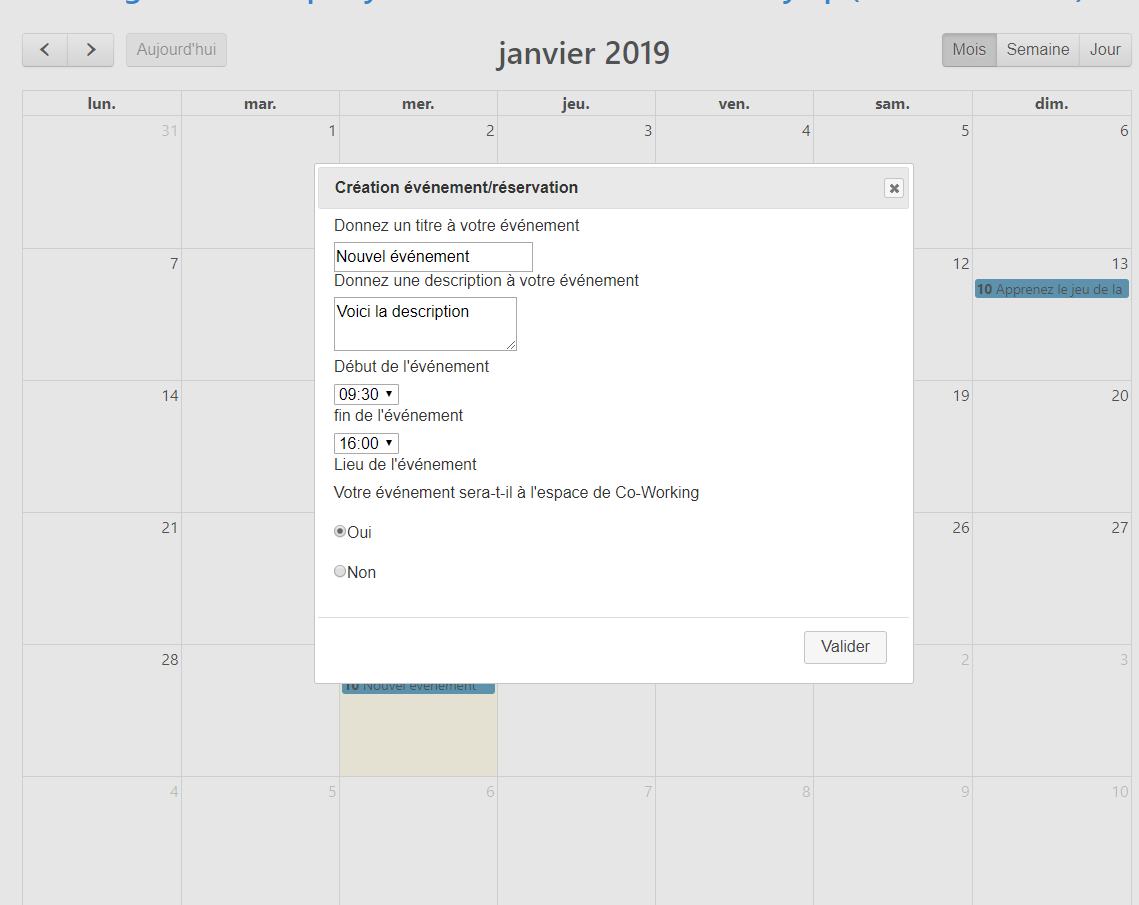 Aujourd'hui
janvier 2019
Mois Semaine Jour
lun. mar. mer. jeu. ven. sam. dim.
31 1 2 3 4 5 6
Création événement/réservation
Donnez un titre à votre événement
Nouvel événement
Donnez une description à votre événement
Voici la description
Début de l'événement
09:30
fin de l'événement
16:00
Lieu de l'événement
Votre événement sera-t-il à l'espace de Co-Working
Oui
Non
Valider
7 12 13
10 Apprenez le jeu de la
14 19 20
21 26 27
28 2 3
10 Nouvel événement
4 5 6 7 8 9 10